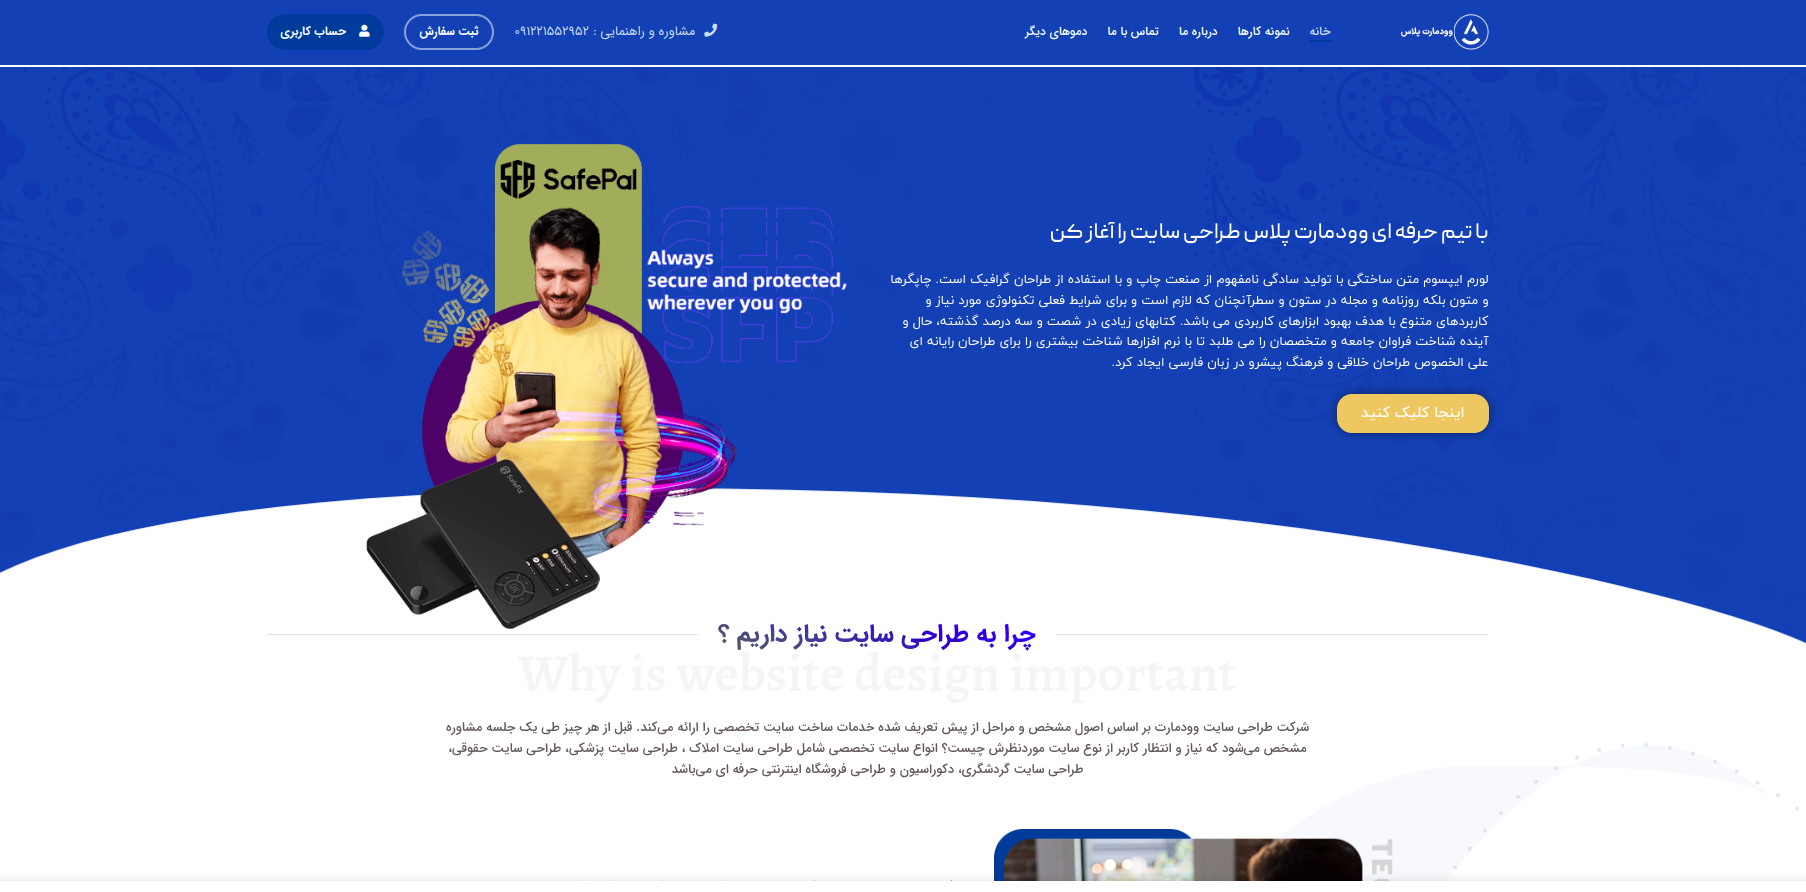 وودمارت پلاس
خانه
نمونه کارها
درباره ما
تماس با ما
دموهای دیگر
مشاوره و راهنمایی : ۰۹۱۲۲۱۵۵۲۹۵۲
ثبت سفارش
حساب کاربری
با تیم حرفه ای وودمارت پلاس طراحی سایت را آغاز کن
لورم ایپسوم متن ساختگی با تولید سادگی نامفهوم از صنعت چاپ و با استفاده از طراحان گرافیک است. چاپگرها
و متون بلکه روزنامه و مجله در ستون و سطرآنچنان که لازم است و برای شرایط فعلی تکنولوژی مورد نیاز و
کاربردهای متنوع با هدف بهبود ابزارهای کاربردی می باشد. کتابهای زیادی در شصت و سه درصد گذشته، حال و
آینده شناخت فراوان جامعه و متخصصان را می طلبد تا با نرم افزارها شناخت بیشتری را برای طراحان رایانه ای
علی الخصوص طراحان خلاقی و فرهنگ پیشرو در زبان فارسی ایجاد کرد.
اینجا کلیک کنید
SafePal
Always
secure and protected,
wherever you go
SFP
چرا به طراحی سایت نیاز داریم ؟
Why is website design important
شرکت طراحی سایت وودمارت بر اساس اصول مشخص و مراحل از پیش تعریف شده خدمات ساخت سایت تخصصی را ارائه می‌کند. قبل از هر چیز طی یک جلسه مشاوره
مشخص می‌شود که نیاز و انتظار کاربر از نوع سایت موردنظرش چیست؟ انواع سایت تخصصی شامل طراحی سایت املاک ، طراحی سایت پزشکی، طراحی سایت حقوقی،
طراحی سایت گردشگری، دکوراسیون و طراحی فروشگاه اینترنتی حرفه ای می‌باشد